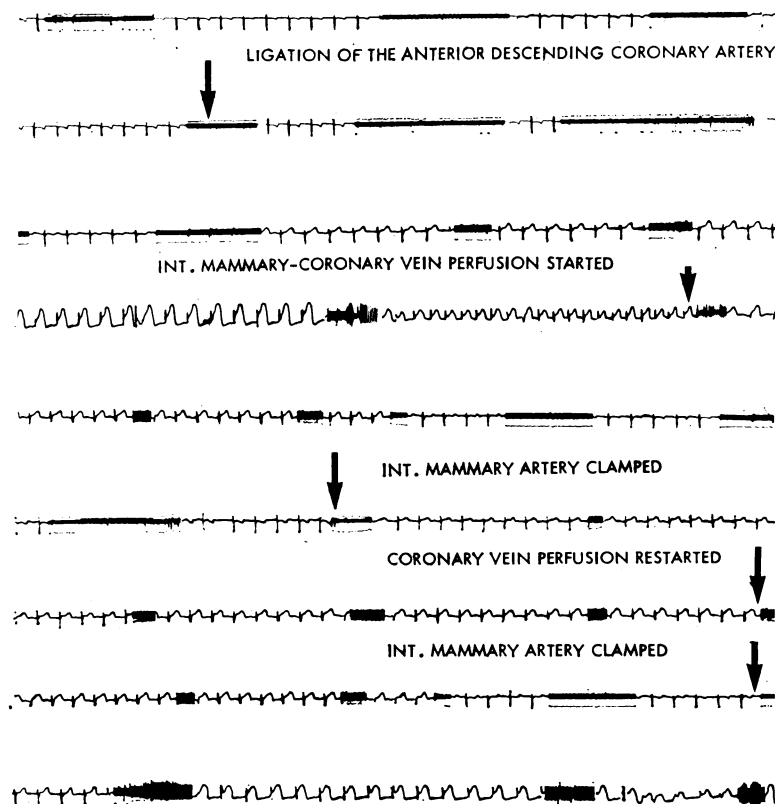 LIGATION OF THE ANTERIOR DESCENDING CORONARY ARTERY
INT. MAMMARY-CORONARY VEIN PERFUSION STARTED
INT. MAMMARY ARTERY CLAMPED
CORONARY VEIN PERFUSION RESTARTED
INT. MAMMARY ARTERY CLAMPED